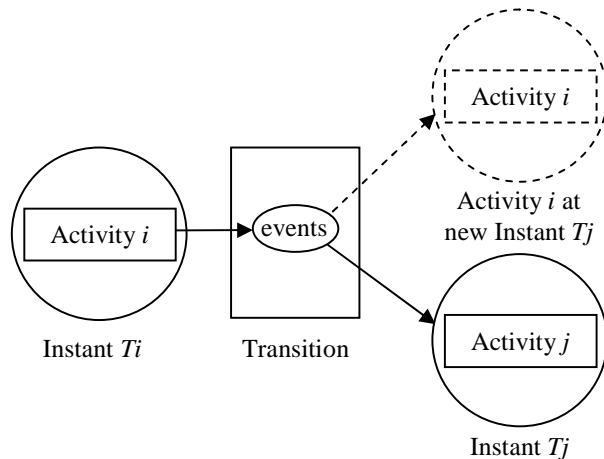 Activity i
Activity i at
new Instant Tj
events
Activity i
Instant Ti
Transition
Activity j
Instant Tj